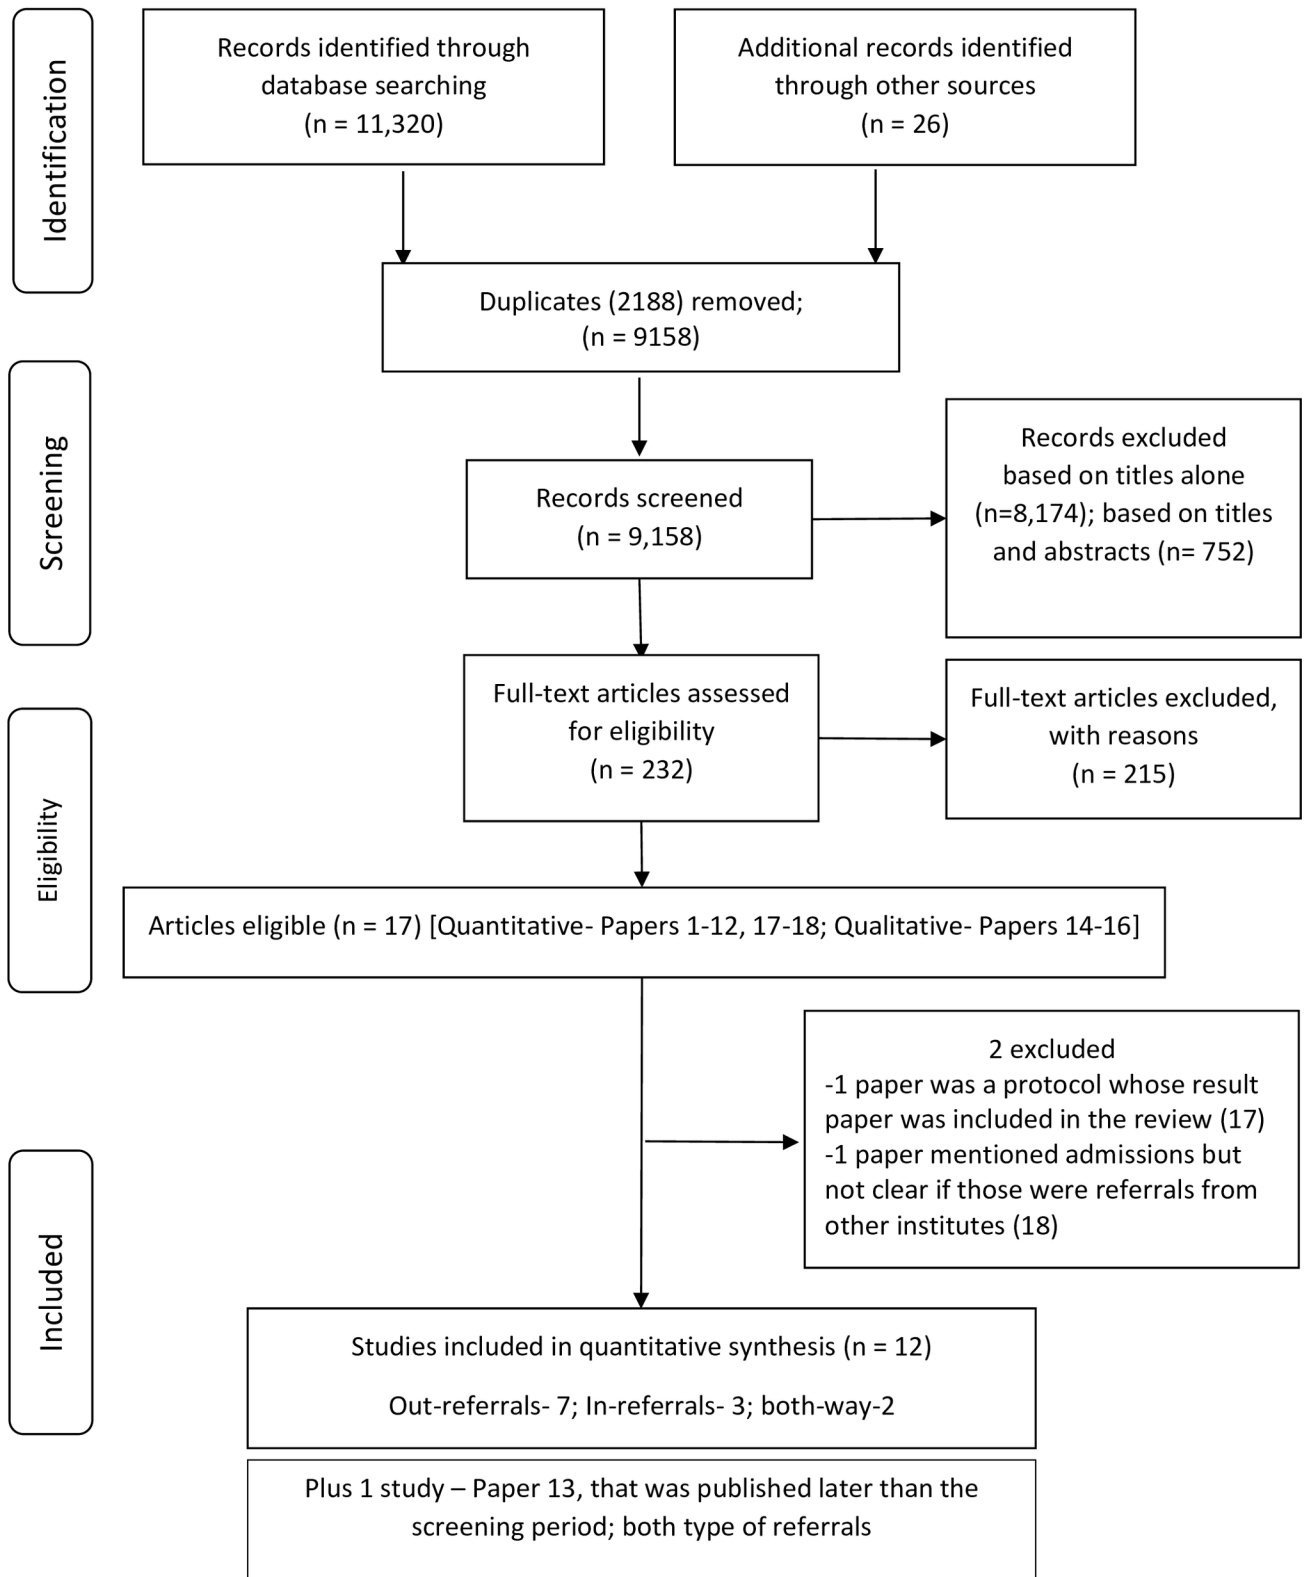 Identification
Records identified through
database searching
(n = 11,320)
Additional records identified
through other sources
(n = 26)
Duplicates (2188) removed;
(n = 9158)
Screening
Records screened
(n = 9,158)
Records excluded
based on titles alone
(n=8,174); based on titles
and abstracts (n= 752)
Full-text articles assessed
for eligibility
(n = 232)
Full-text articles excluded,
with reasons
(n = 215)
Eligibility
Articles eligible (n = 17) [Quantitative- Papers 1-12, 17-18; Qualitative- Papers 14-16]
2 excluded
-1 paper was a protocol whose result
paper was included in the review (17)
-1 paper mentioned admissions but
not clear if those were referrals from
other institutes (18)
Included
Studies included in quantitative synthesis (n = 12)
Out-referrals- 7; In-referrals- 3; both-way-2
Plus 1 study – Paper 13, that was published later than the
screening period; both type of referrals